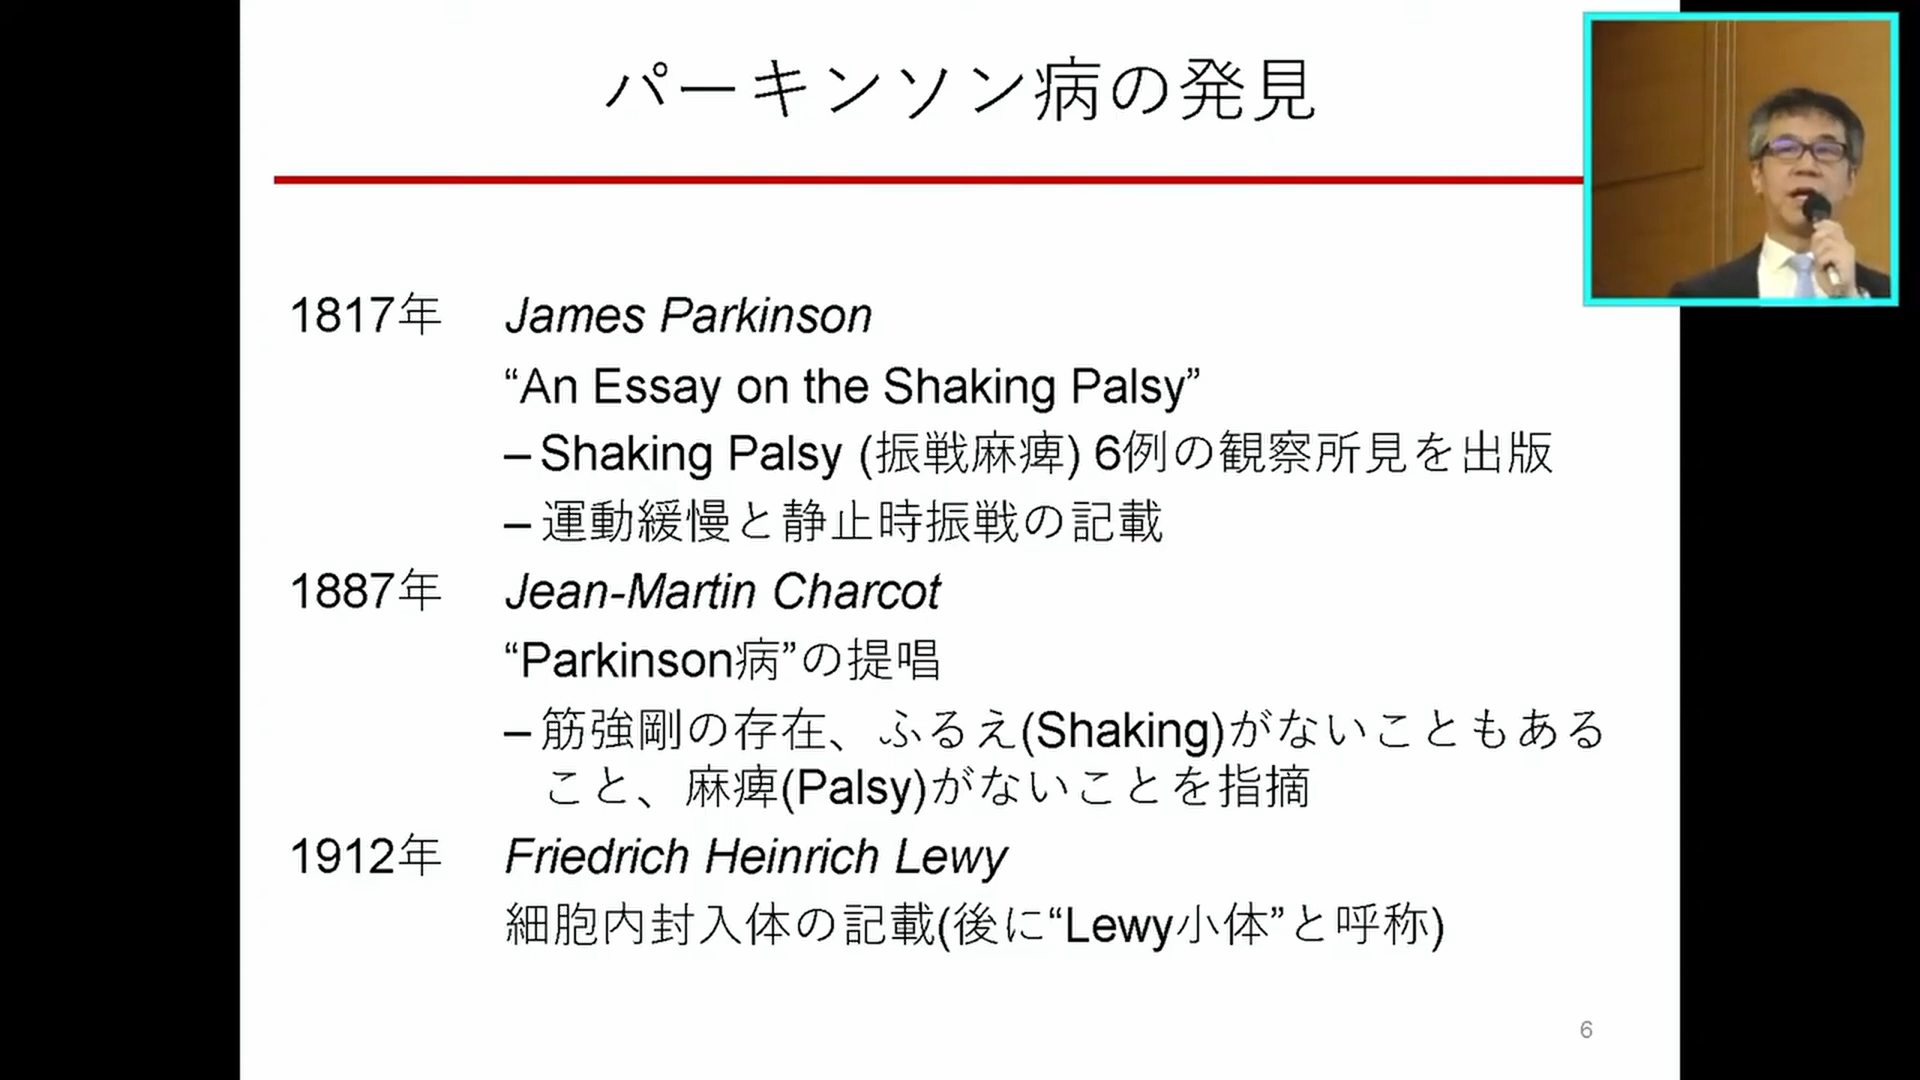 パーキンソン病の発見
1817年 James Parkinson
“An Essay on the Shaking Palsy”
– Shaking Palsy (振戦麻痺) 6例の観察所見を出版
– 運動緩慢と静止時振戦の記載
1887年 Jean-Martin Charcot
“Parkinson病”の提唱
– 筋強剛の存在、ふるえ(Shaking)がないこともある
こと、麻痺(Palsy)がないことを指摘
1912年 Friedrich Heinrich Lewy
細胞内封入体の記載(後に“Lewy小体”と呼称)
6